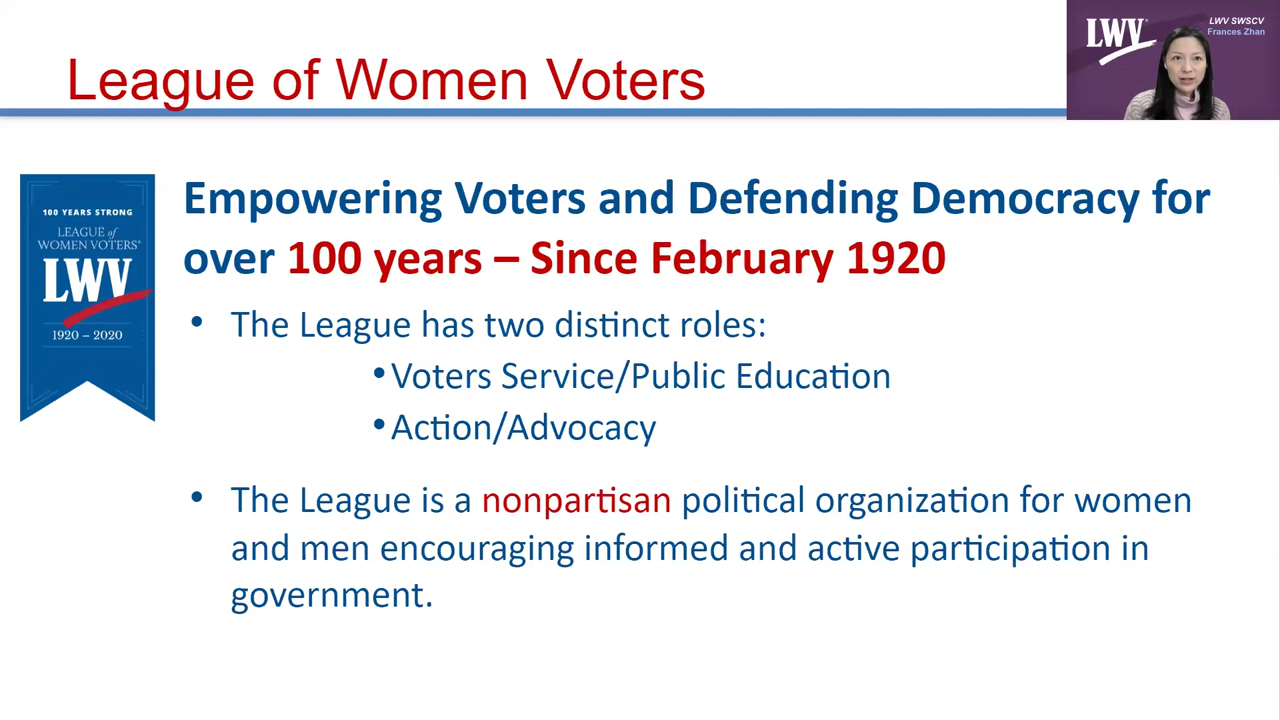 League of Women Voters
LWV
LWV SWSCV
Frances Zhan
100 YEARS STRONG
LEAGUE of
WOMEN VOTERS®
LWV
1920 – 2020
Empowering Voters and Defending Democracy for
over 100 years – Since February 1920
• The League has two distinct roles:
• Voters Service/Public Education
• Action/Advocacy
• The League is a nonpartisan political organization for women
and men encouraging informed and active participation in
government.